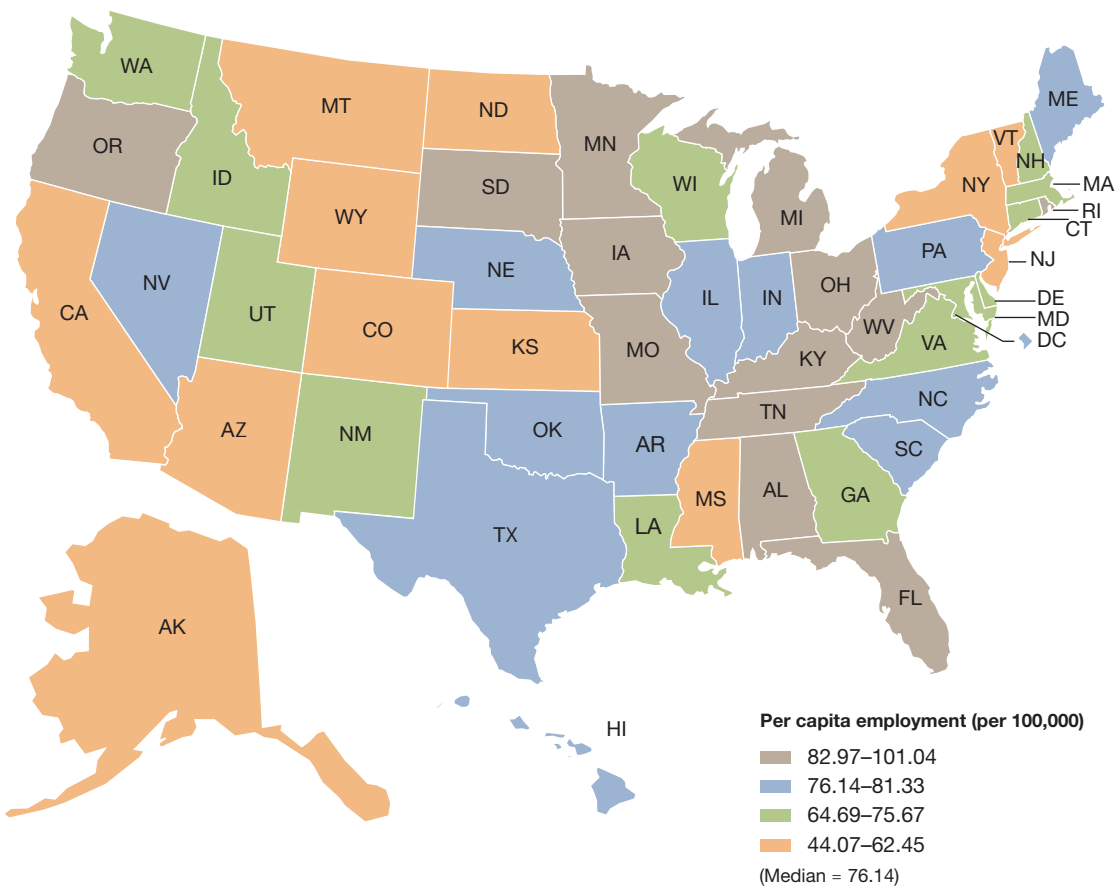 WA
ME
MT
ND
VT
OR
MN
NH
ID
SD
WI
NY
MA
WY
MI
RI
CT
IA
PA
NE
NJ
NV
OH
IL
IN
DE
UT
CA
CO
WV
MD
KS
MO
VA
DC
KY
NC
TN
AZ
OK
NM
AR
SC
MS
AL
GA
LA
TX
FL
AK
HI
Per capita employment (per 100,000)
82.97–101.04
76.14–81.33
64.69–75.67
44.07–62.45
(Median = 76.14)